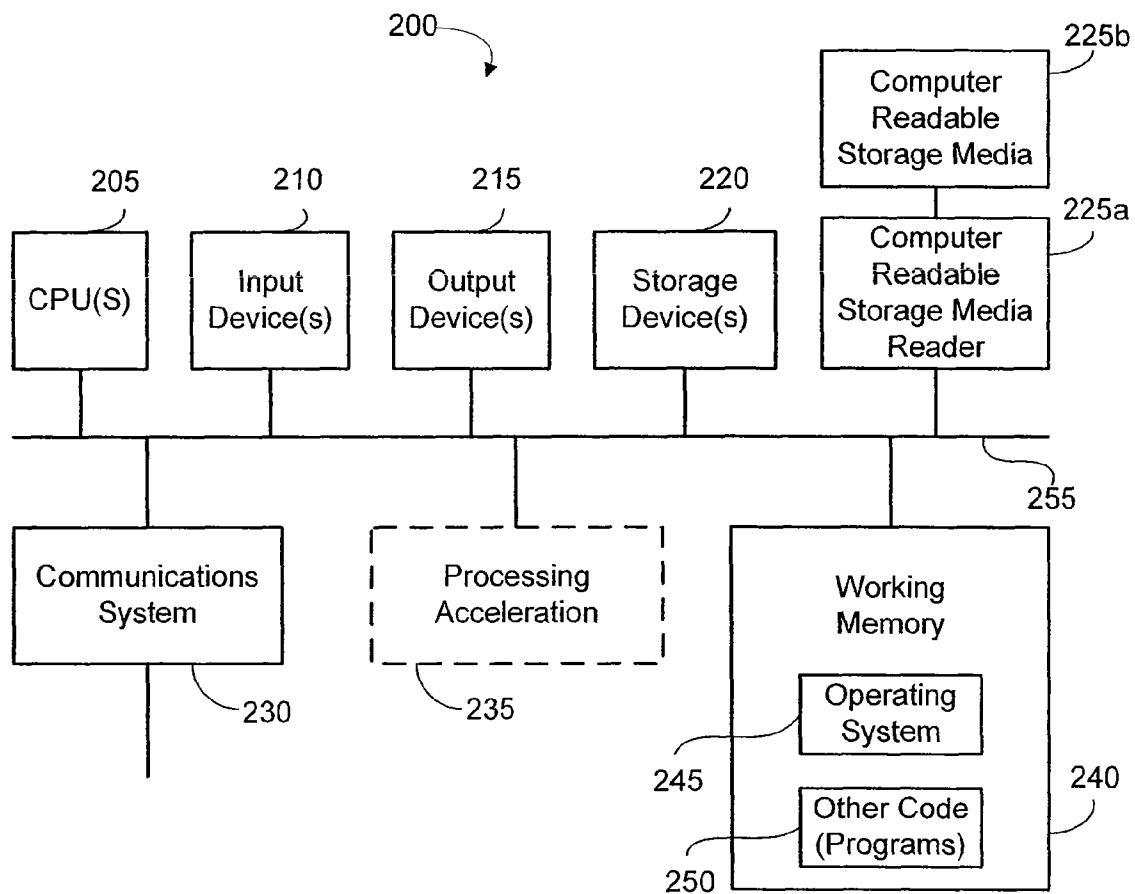 200
225b
Computer
Readable
Storage Media
205
210
215
220
225a
CPU(S)
Input
Device(s)
Output
Device(s)
Storage
Device(s)
Computer
Readable
Storage Media
Reader
255
Communications
System
Processing
Acceleration
Working
Memory
230
235
Operating
System
245
240
Other Code
(Programs)
250